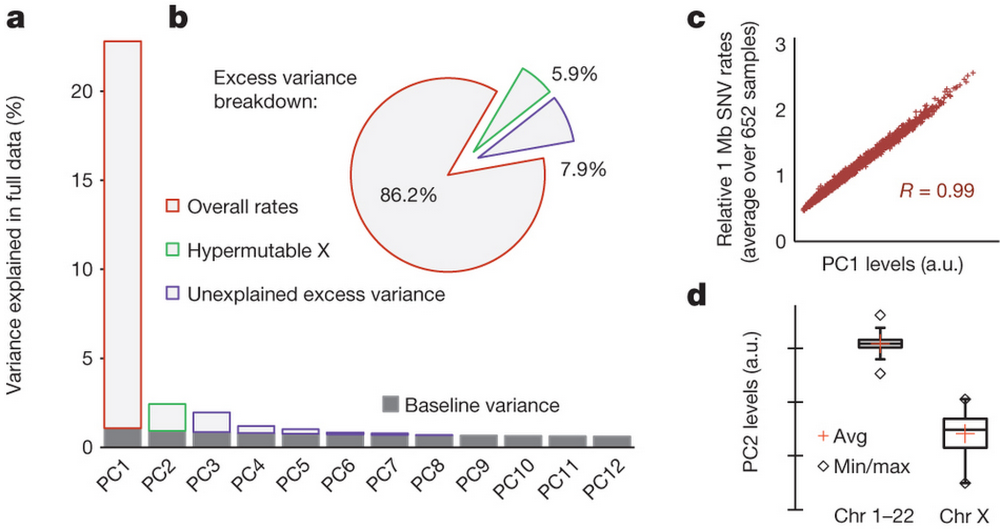 a
Variance explained in full data (%)
20
15
10
5
0
PC1
PC2
PC3
PC4
PC5
PC6
PC7
PC8
PC9
PC10
PC11
PC12
Baseline variance
b
Excess variance
breakdown:
5.9%
7.9%
86.2%
Overall rates
Hypermutable X
Unexplained excess variance
c
Relative 1 Mb SNV rates
(average over 652 samples)
3
2
1
0
R = 0.99
PC1 levels (a.u.)
d
PC2 levels (a.u.)
Avg
Min/max
Chr 1–22
Chr X